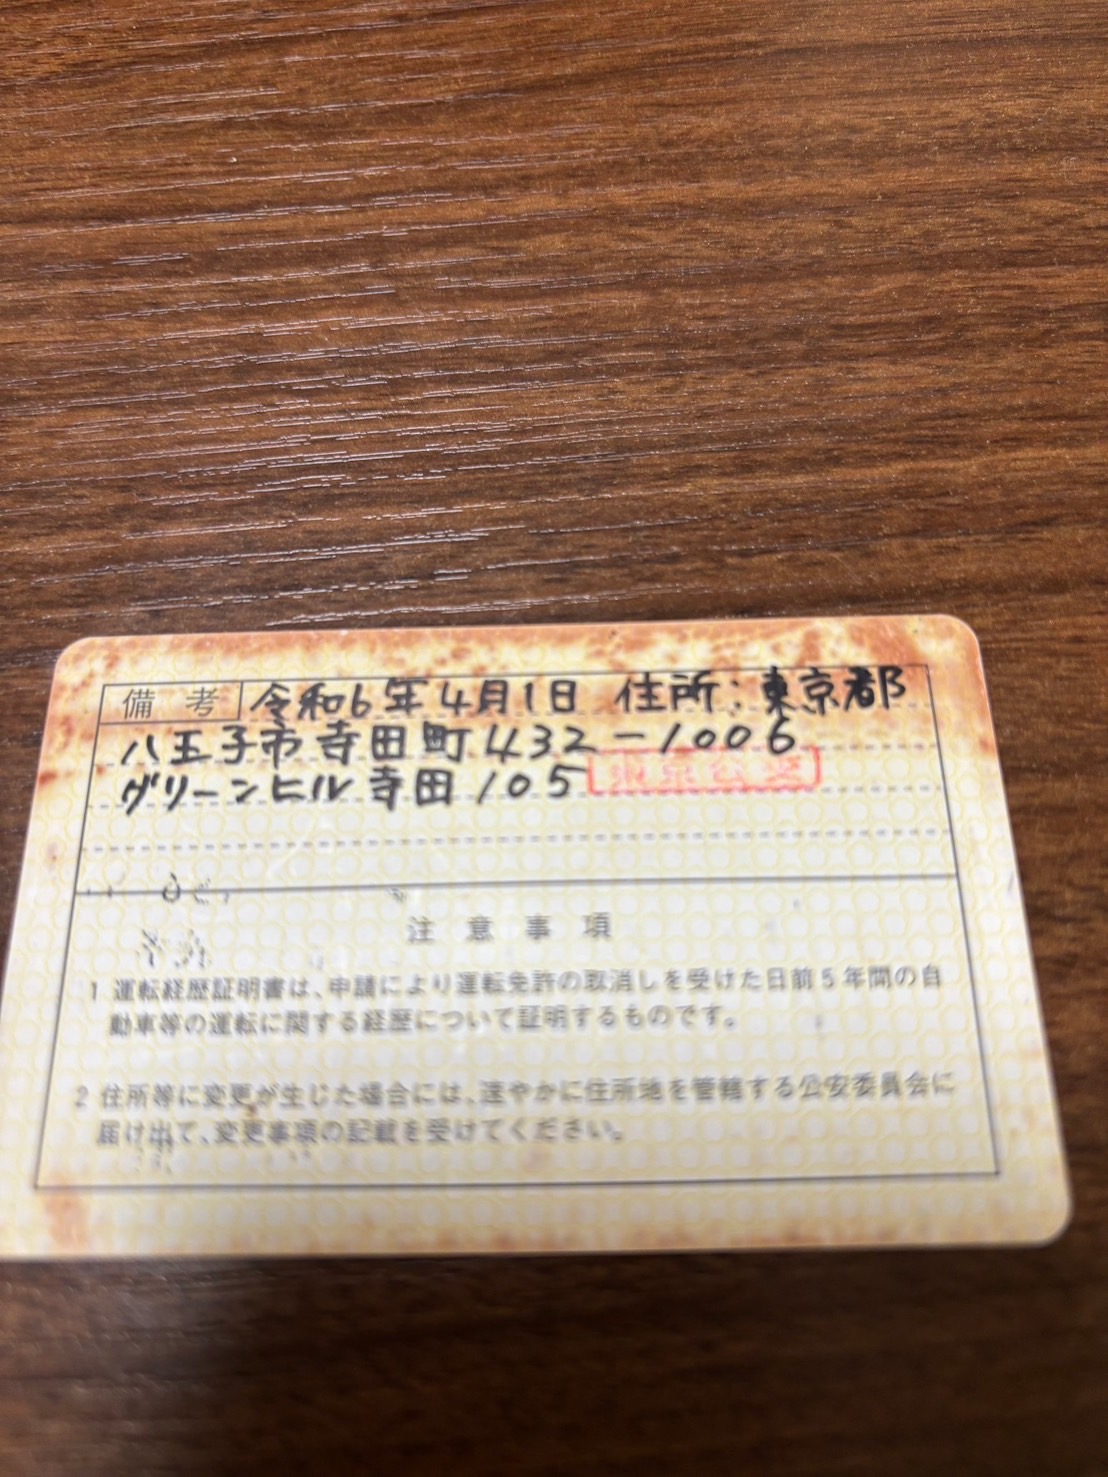 備考 令和6年4月1日 住所:東京都
八王子市寺田町432-1006
グリーンヒル寺田105 東京公安
注意事項
1 運転経歴証明書は、申請により運転免許の取消しを受けた日前5年間の自
動車等の運転に関する経歴について証明するものです。
2 住所等に変更が生じた場合には、速やかに住所地を管轄する公安委員会に
届け出て、変更事項の記載を受けてください。